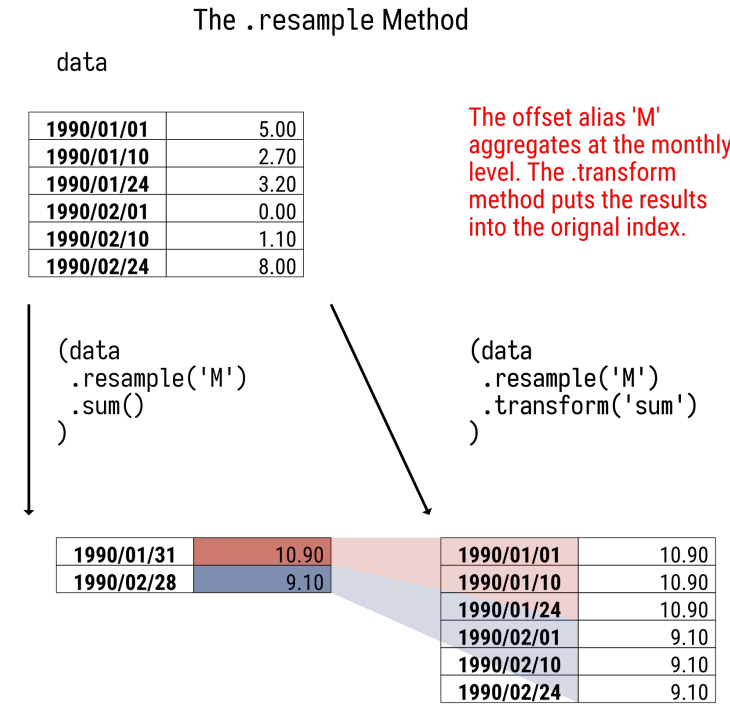 The .resample Method
data
1990/01/01 5.00
1990/01/10 2.70
1990/01/24 3.20
1990/02/01 0.00
1990/02/10 1.10
1990/02/24 8.00
The offset alias 'M'
aggregates at the monthly
level. The .transform
method puts the results
into the orignal index.
(data
.resample('M')
.sum()
)
(data
.resample('M')
.transform('sum')
)
1990/01/31 10.90
1990/02/28 9.10
1990/01/01 10.90
1990/01/10 10.90
1990/01/24 10.90
1990/02/01 9.10
1990/02/10 9.10
1990/02/24 9.10